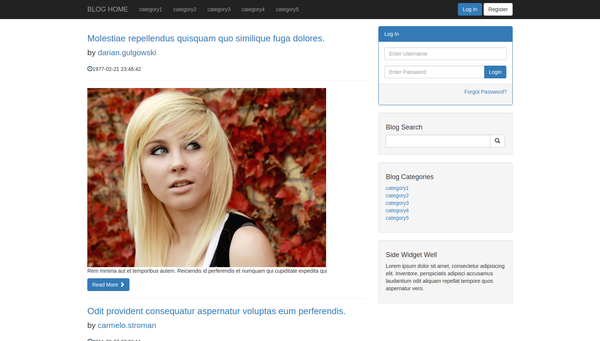 BLOG HOME category1 category2 category3 category4 category5 Log In Register
Molestiae repellendus quisquam quo similique fuga dolores.
by darian.gulgowski
1977-02-21 23:46:42
Rem minima aut et temporibus autem. Reiciendis id perferendis et numquam qui cupiditate expedita qui
Read More
Odit provident consequatur aspernatur voluptas eum perferendis.
by carmelo.stroman
Log In
Enter Username
Enter Password Login
Forgot Password?
Blog Search
Blog Categories
category1
category2
category3
category4
category5
Side Widget Well
Lorem ipsum dolor sit amet, consectetur adipisicing
elit. Inventore, perspiciatis adipisci accusamus
laudantium odit aliquam repellat tempore quos
aspernatur vero.